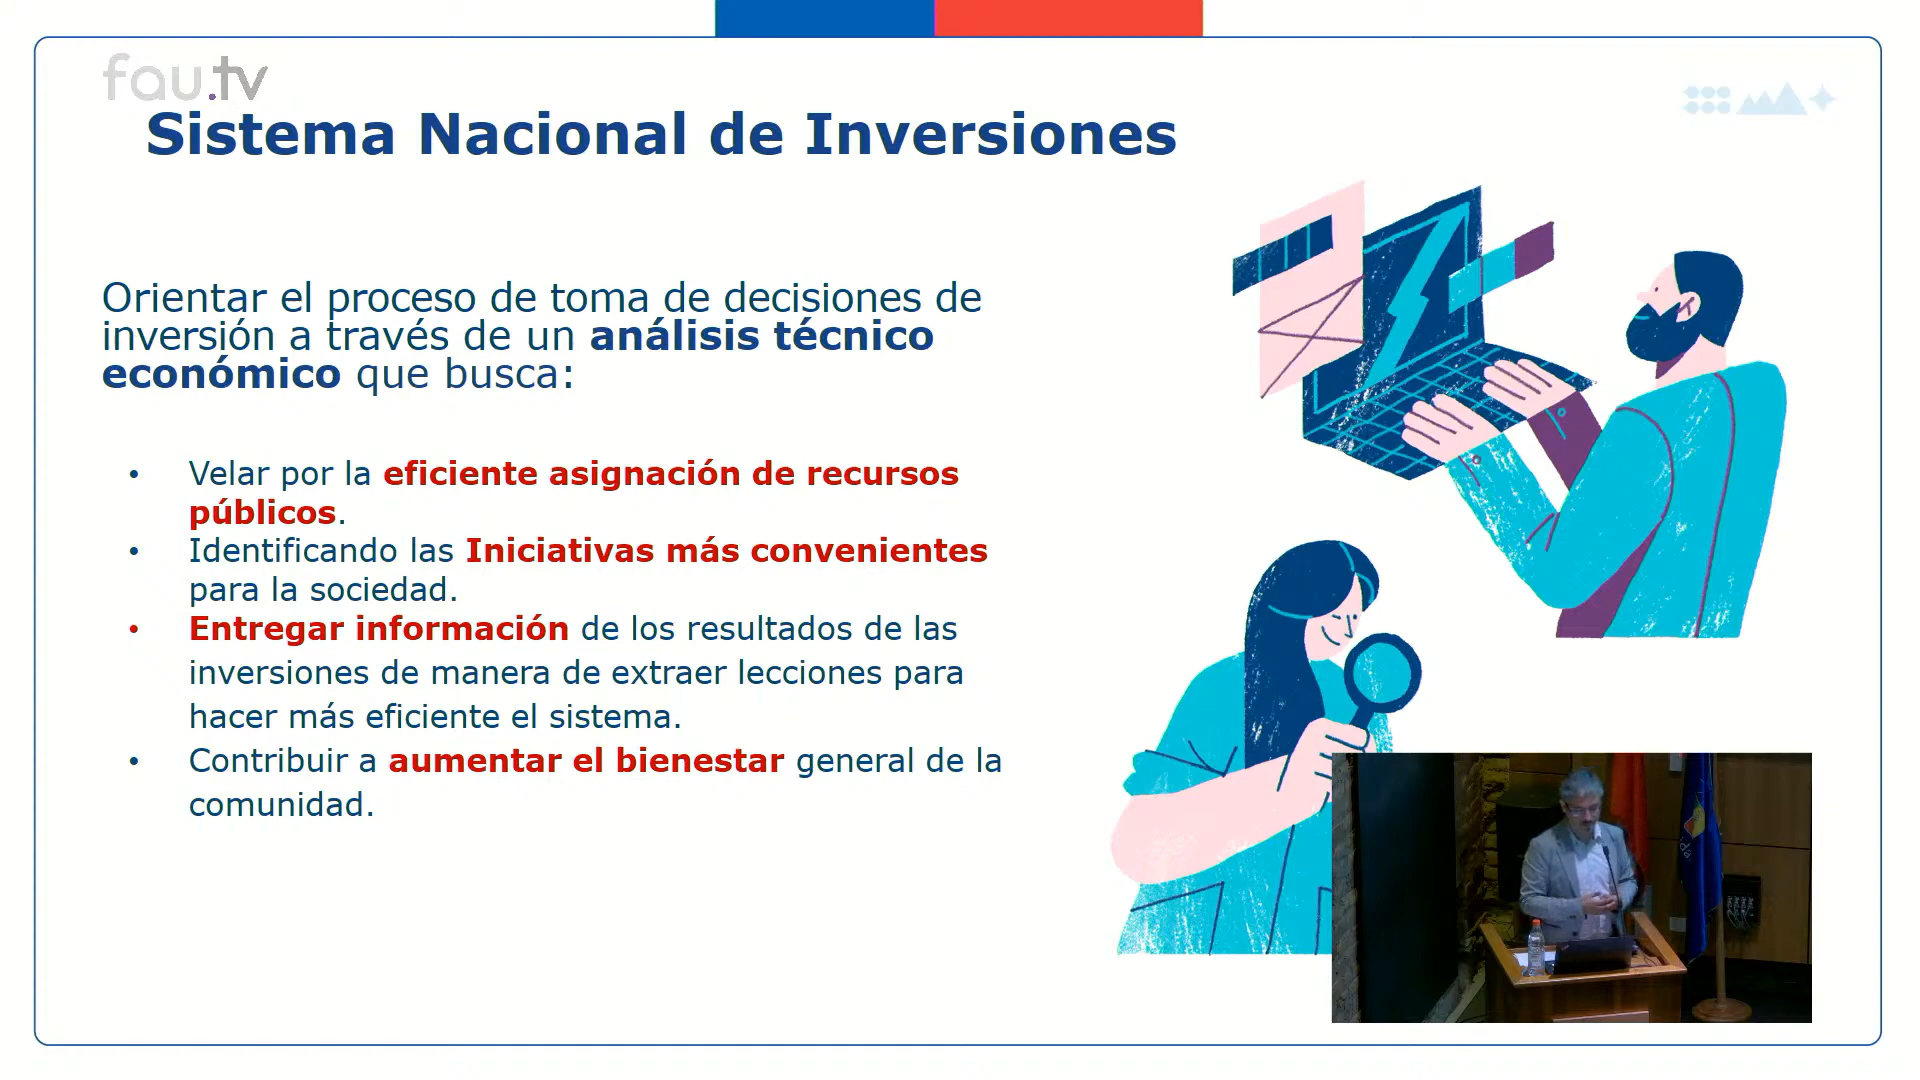 fau.tv
Sistema Nacional de Inversiones
Orientar el proceso de toma de decisiones de
inversión a través de un análisis técnico
económico que busca:
• Velar por la eficiente asignación de recursos
públicos.
• Identificando las Iniciativas más convenientes
para la sociedad.
• Entregar información de los resultados de las
inversiones de manera de extraer lecciones para
hacer más eficiente el sistema.
• Contribuir a aumentar el bienestar general de la
comunidad.